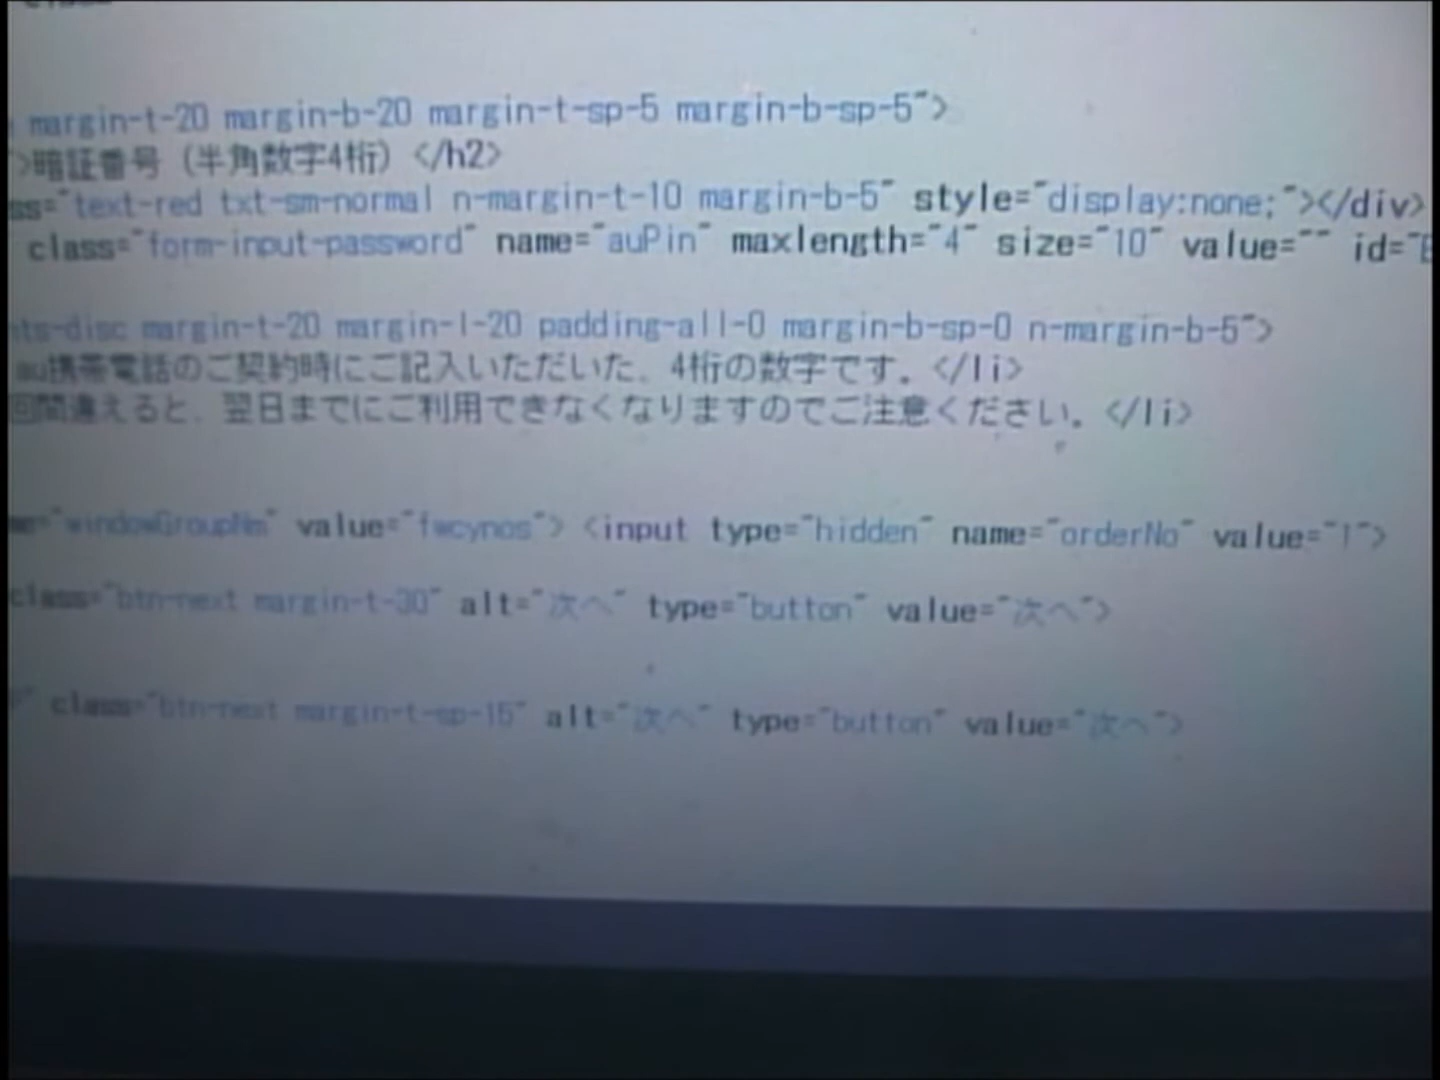 margin-t-20 margin-b-20 margin-t-sp-5 margin-b-sp-5">
>暗証番号（半角数字4桁）</h2>
ss="text-red txt-sm-normal n-margin-t-10 margin-b-5" style="display:none;"></div>
class="form-input-password" name="auPin" maxlength="4" size="10" value="" id="
nts-disc margin-t-20 margin-l-20 padding-all-0 margin-b-sp-0 n-margin-b-5">
au携帯電話のご契約時にご記入いただいた、4桁の数字です。</li>
回間違えると、翌日までにご利用できなくなりますのでご注意ください。</li>
me="windowGroupNm" value="fwcynos"> <input type="hidden" name="orderNo" value="1">
class="btn-next margin-t-30" alt="次へ" type="button" value="次へ">
class="btn-next margin-t-sp-15" alt="次へ" type="button" value="次へ">